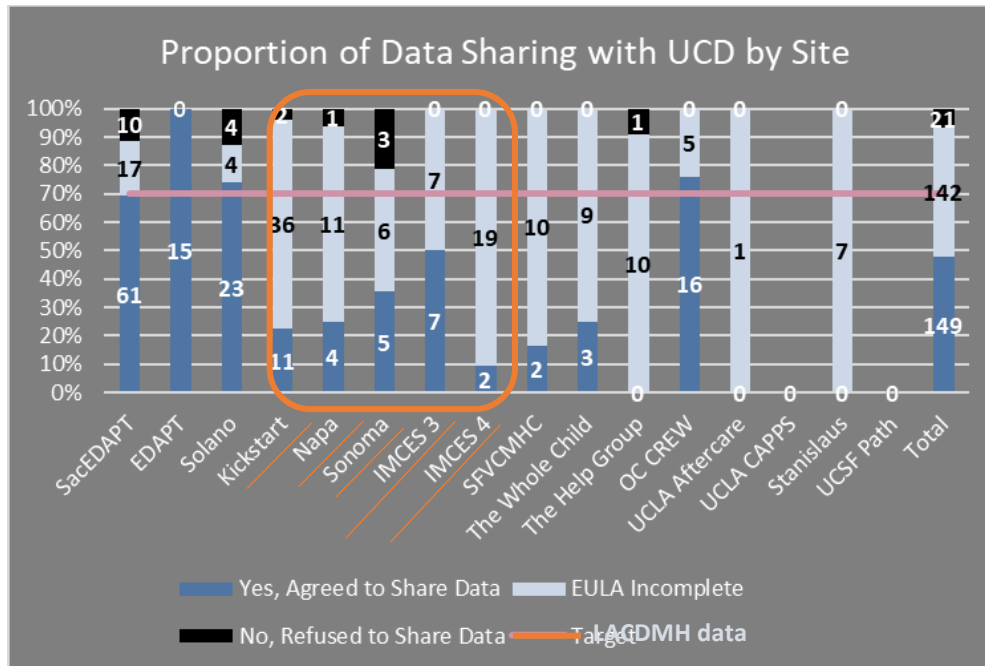 Proportion of Data Sharing with UCD by Site
100%
90%
80%
70%
60%
50%
40%
30%
20%
10%
0%
10 0 4 2 1 3 0 0 0 0 1 0 0 0 21
17 4 36 11 6 7 19 10 9 10 5 1 7 142
61 15 23 11 4 5 7 2 2 3 0 16 0 0 0 0 149
SacEDAPT
EDAPT
Solano
Kickstart
Napa
Sonoma
IMCES 3
IMCES 4
SFVCMHC
The Whole Child
The Help Group
OC CREW
UCLA Aftercare
UCLA CAPPS
Stanislaus
UCSF Path
Total
Yes, Agreed to Share Data EULA Incomplete
No, Refused to Share Data Target LACDMH data